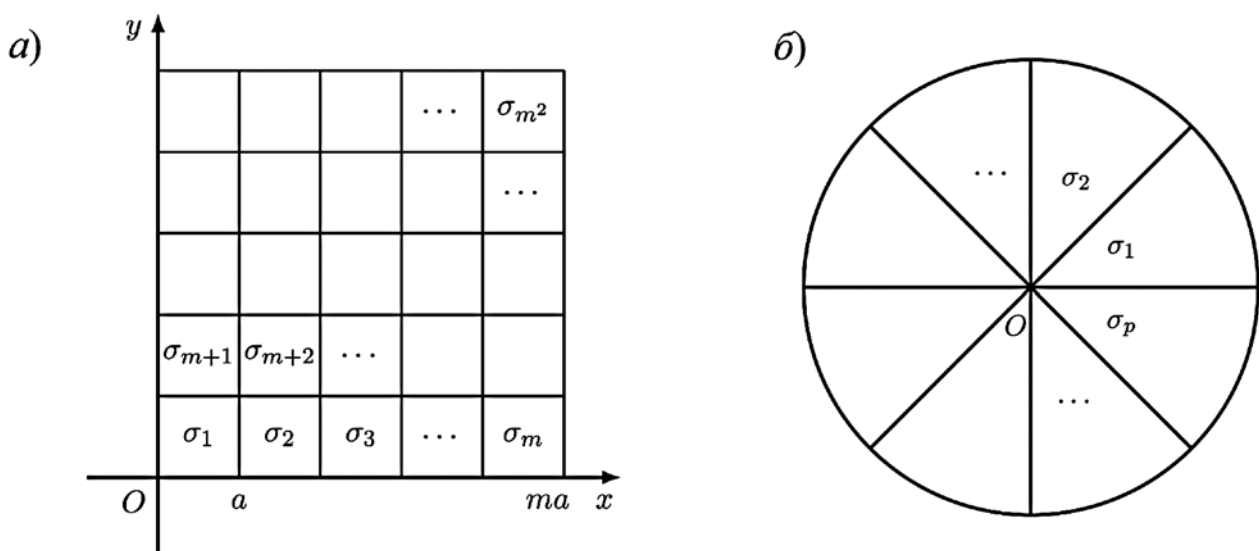 а)
y
… σ_{m²}
…
σ_{m+1} σ_{m+2} …
σ_1 σ_2 σ_3 … σ_m
O a ma x
б)
… σ_2
σ_1
O σ_p
…